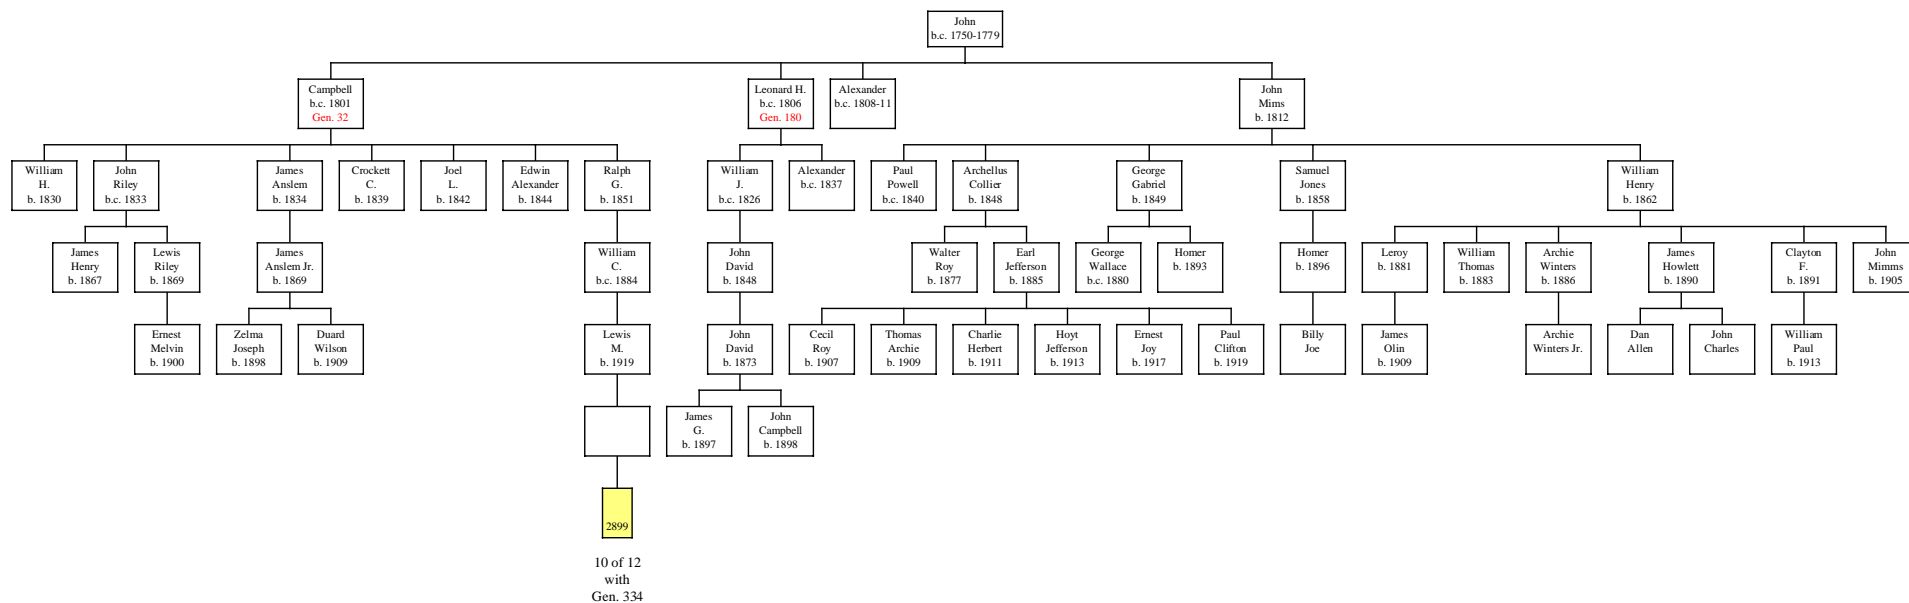 John
b.c. 1750-1779
Campbell
b.c. 1801
Gen. 32
Leonard H.
b.c. 1806
Gen. 180
Alexander
b.c. 1808-11
John
Mims
b. 1812
William
H.
b. 1830
John
Riley
b.c. 1833
James
Anslem
b. 1834
Crockett
C.
b. 1839
Joel
L.
b. 1842
Edwin
Alexander
b. 1844
Ralph
G.
b. 1851
William
J.
b.c. 1826
Alexander
b.c. 1837
Paul
Powell
b.c. 1840
Archellus
Collier
b. 1848
George
Gabriel
b. 1849
Samuel
Jones
b. 1858
William
Henry
b. 1862
James
Henry
b. 1867
Lewis
Riley
b. 1869
James
Anslem Jr.
b. 1869
William
C.
b.c. 1884
John
David
b. 1848
Walter
Roy
b. 1877
Earl
Jefferson
b. 1885
George
Wallace
b.c. 1880
Homer
b. 1893
Homer
b. 1896
Leroy
b. 1881
William
Thomas
b. 1883
Archie
Winters
b. 1886
James
Howlett
b. 1890
Clayton
F.
b. 1891
John
Mimms
b. 1905
Ernest
Melvin
b. 1900
Zelma
Joseph
b. 1898
Duard
Wilson
b. 1909
Lewis
M.
b. 1919
John
David
b. 1873
Cecil
Roy
b. 1907
Thomas
Archie
b. 1909
Charlie
Herbert
b. 1911
Hoyt
Jefferson
b. 1913
Ernest
Joy
b. 1917
Paul
Clifton
b. 1919
Billy
Joe
James
Olin
b. 1909
Archie
Winters Jr.
Dan
Allen
John
Charles
William
Paul
b. 1913
James
G.
b. 1897
John
Campbell
b. 1898
2899
10 of 12
with
Gen. 334